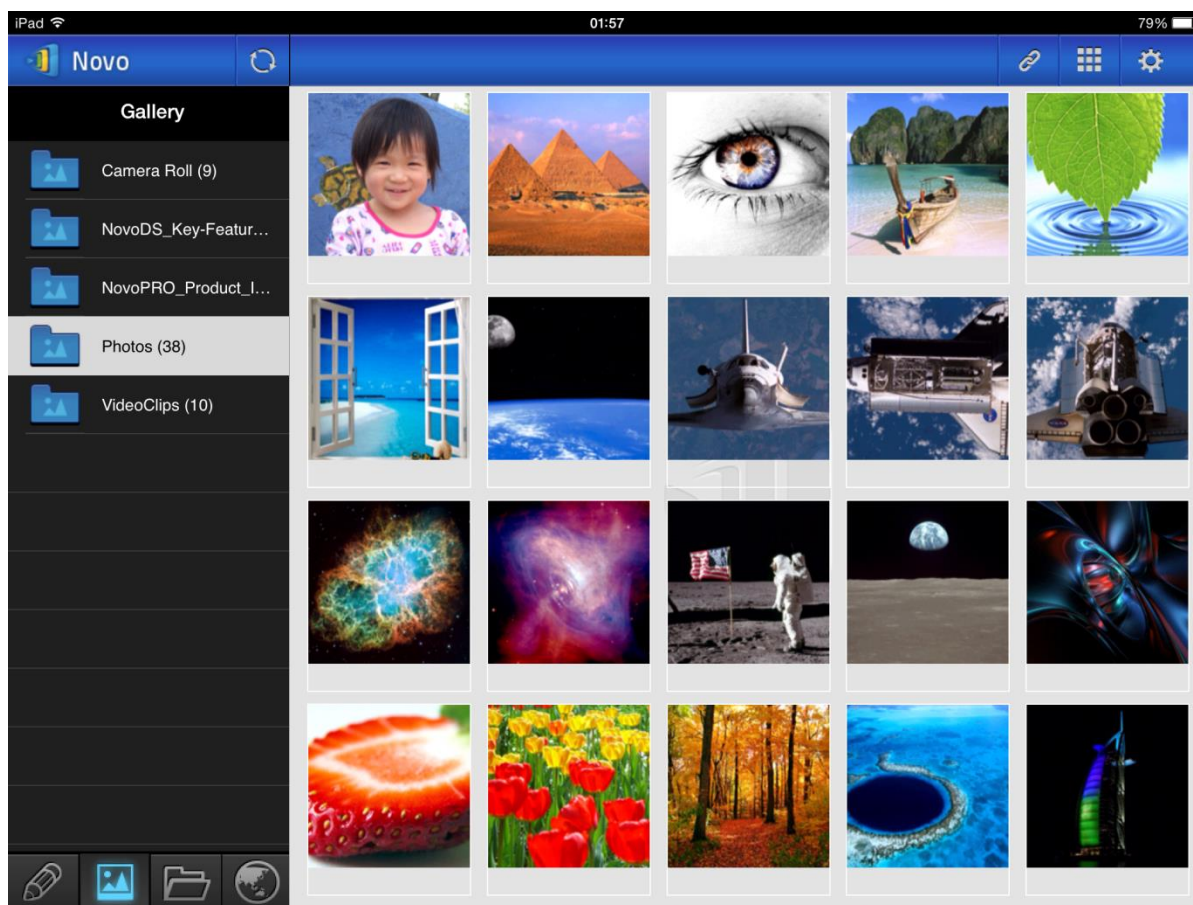 iPad 01:57 79%
Novo
Gallery
Camera Roll (9)
NovoDS_Key-Featur...
NovoPRO_Product_I...
Photos (38)
VideoClips (10)